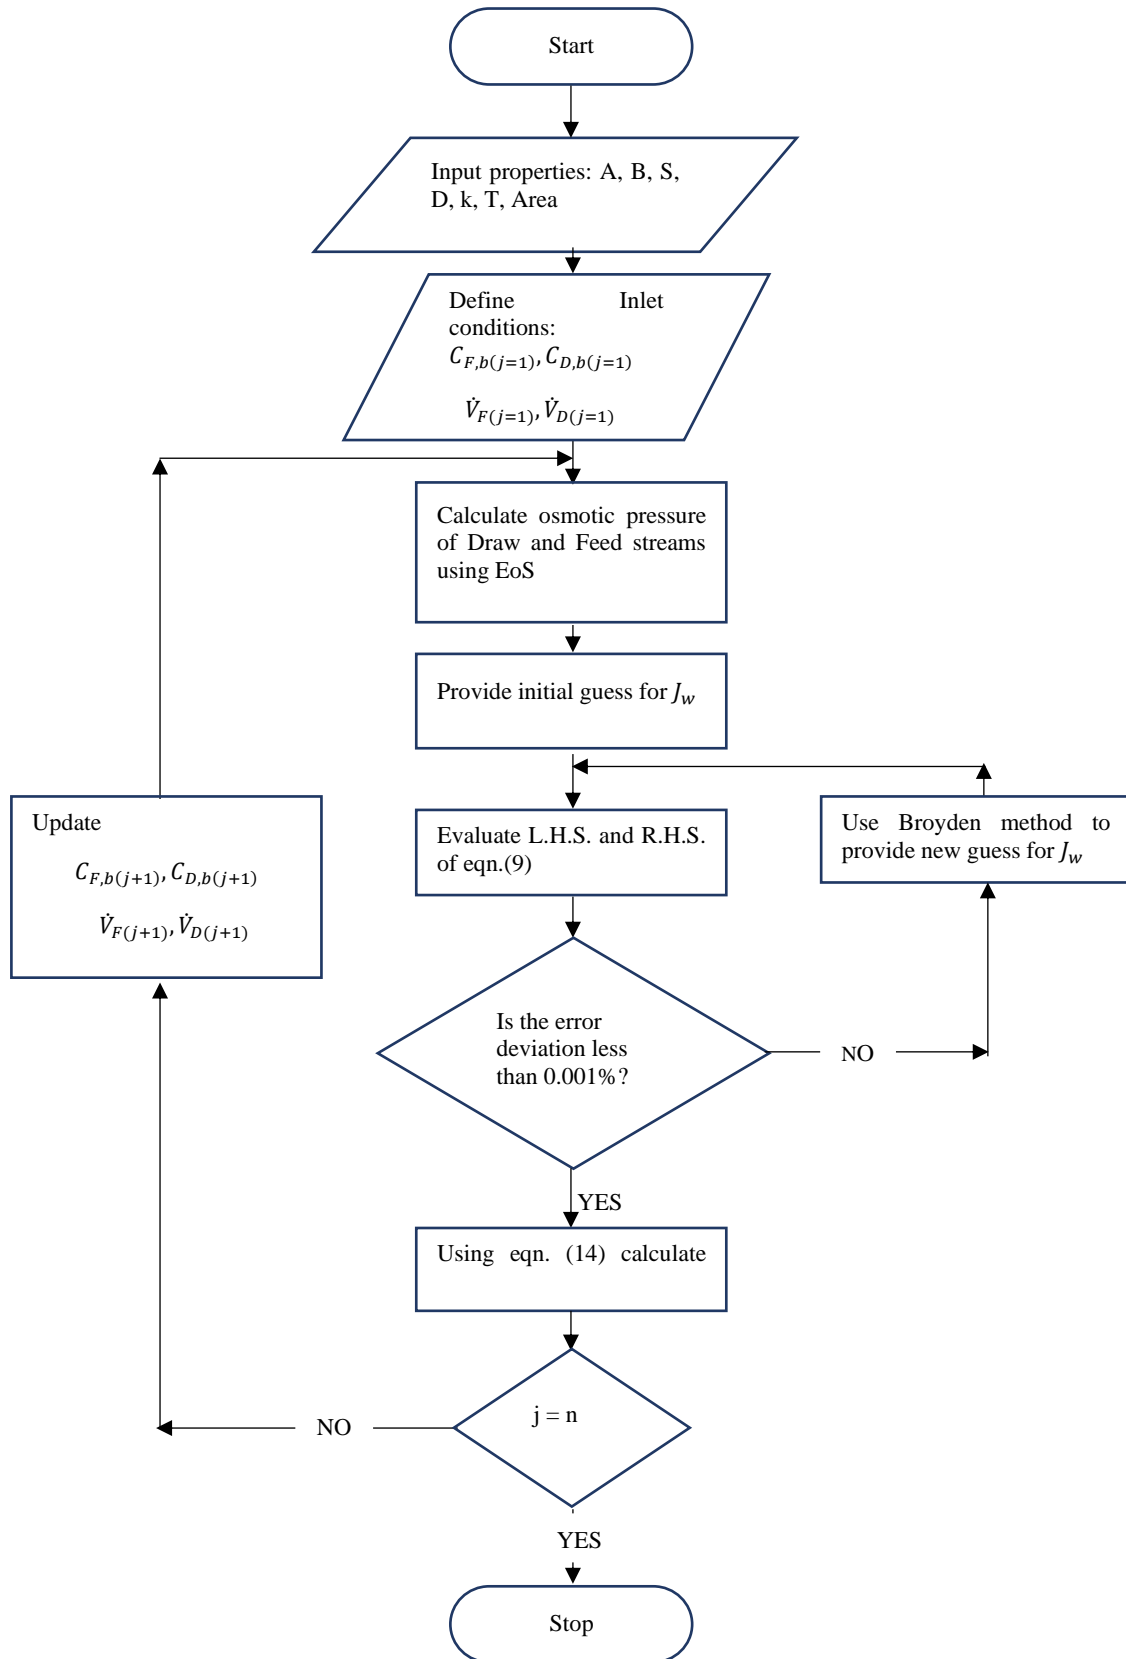 Start
Input properties: A, B, S,
D, k, T, Area
Define Inlet
conditions:
C_{F,b(j=1)}, C_{D,b(j=1)}
V̇_{F(j=1)}, V̇_{D(j=1)}
Calculate osmotic pressure
of Draw and Feed streams
using EoS
Provide initial guess for J_w
Evaluate L.H.S. and R.H.S.
of eqn.(9)
Use Broyden method to
provide new guess for J_w
Update
C_{F,b(j+1)}, C_{D,b(j+1)}
V̇_{F(j+1)}, V̇_{D(j+1)}
Is the error
deviation less
than 0.001%?
NO
YES
Using eqn. (14) calculate
j = n
NO
YES
Stop